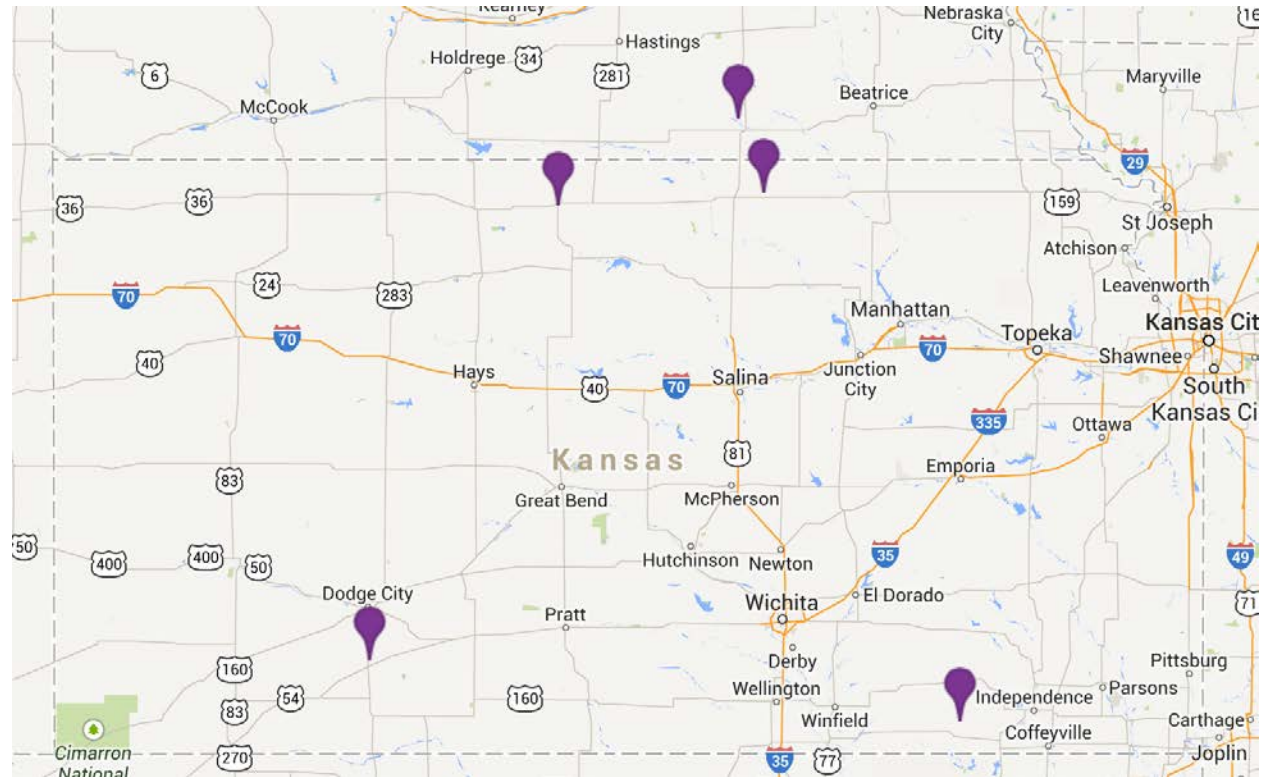 Kearney
Nebraska
City
Hastings
Holdrege
34
6
281
Maryville
Beatrice
McCook
29
36
36
159
St Joseph
Atchison
70
24
283
Leavenworth
Manhattan
Kansas Cit
70
Topeka
40
70
Shawnee
Junction
City
Hays
40
70
Salina
South
Kansas Ci
335
Ottawa
81
Kansas
Emporia
83
Great Bend
McPherson
50
400
400
50
Hutchinson
Newton
35
49
Dodge City
El Dorado
Wichita
71
Pratt
Derby
160
Pittsburg
Wellington
Independence
Parsons
54
160
83
Winfield
Carthage
Coffeyville
Cimarron
National
270
35
77
Joplin